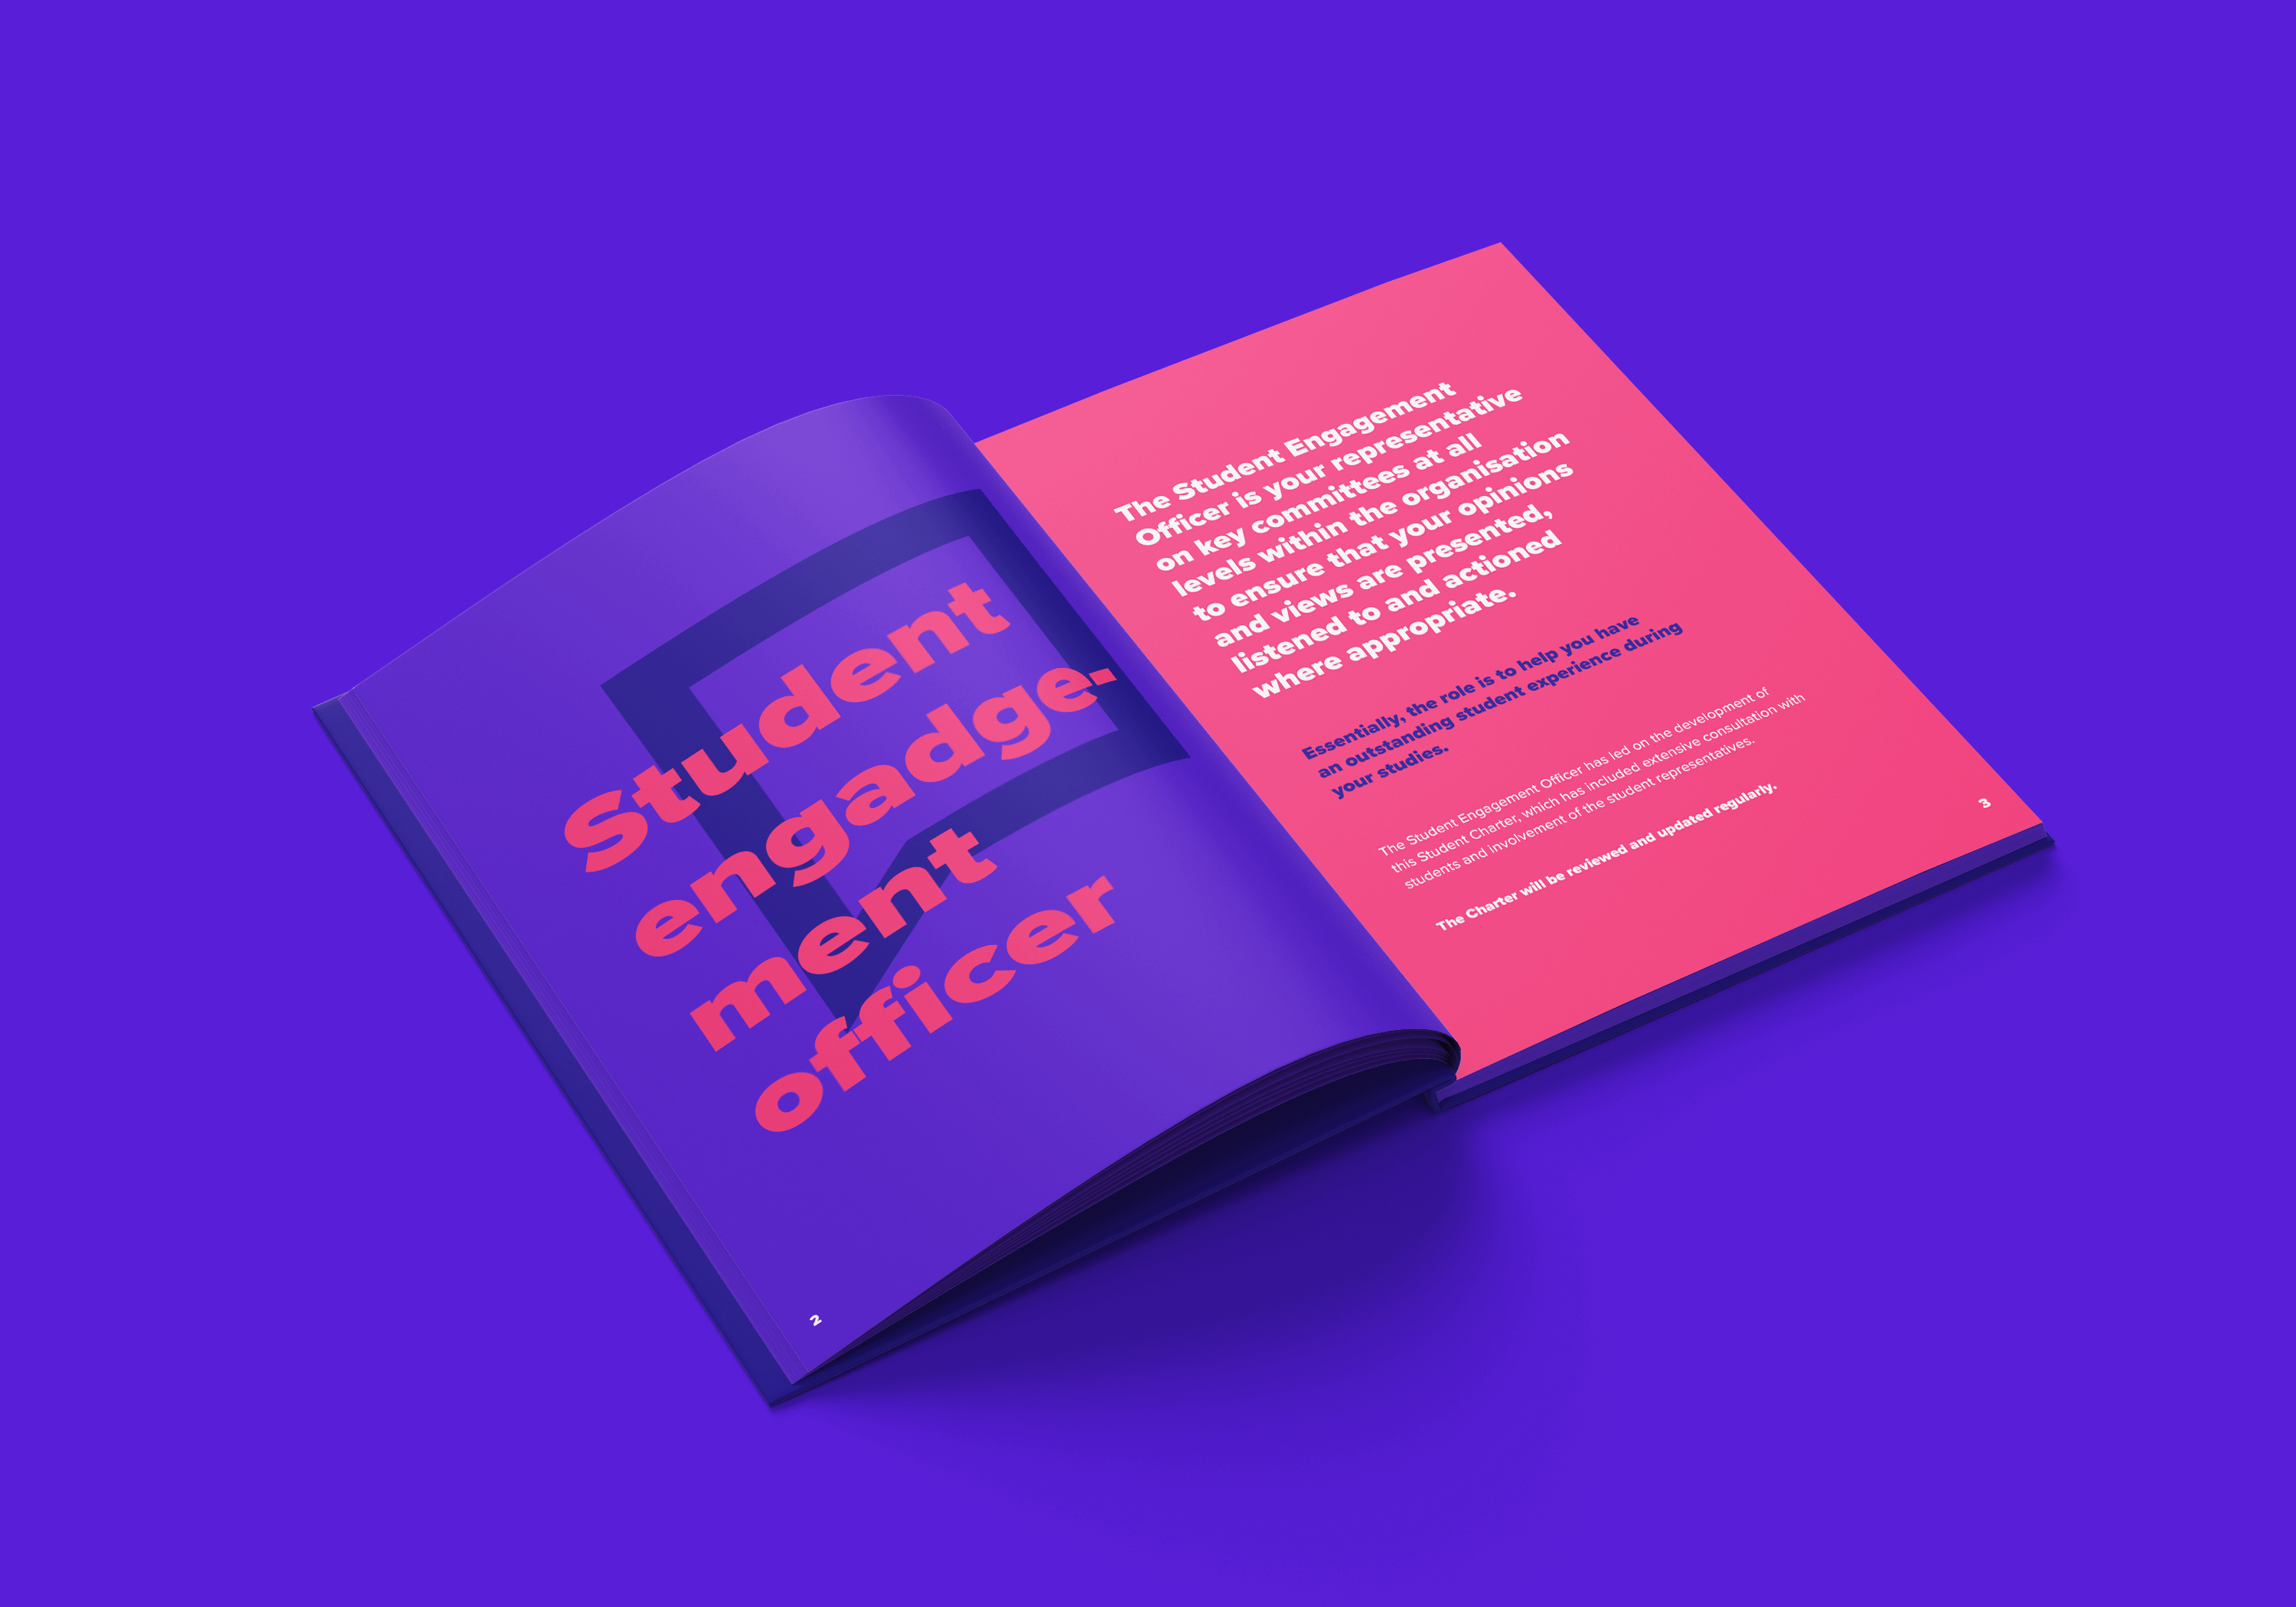 Student
engadge-
ment
officer
2
The Student Engagement
Officer is your representative
on key committees at all
levels within the organisation
to ensure that your opinions
and views are presented,
listened to and actioned
where appropriate.
Essentially, the role is to help you have
an outstanding student experience during
your studies.
The Student Engagement Officer has led on the development of
this Student Charter, which has included extensive consultation with
students and involvement of the student representatives.
The Charter will be reviewed and updated regularly.
3